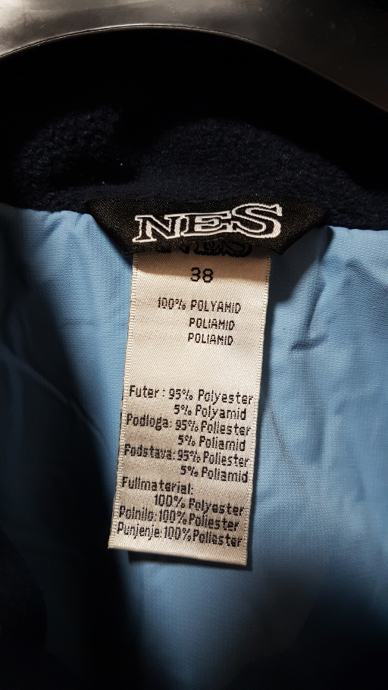 NES
38
100% POLYAMID
POLIAMID
POLIAMID
Futer: 95% Polyester
5% Polyamid
Podloga: 95% Poliester
5% Poliamid
Podstava: 95% Poliester
5% Poliamid
Fullmaterial:
100% Polyester
Polnilo: 100% Poliester
Punjenje: 100% Poliester